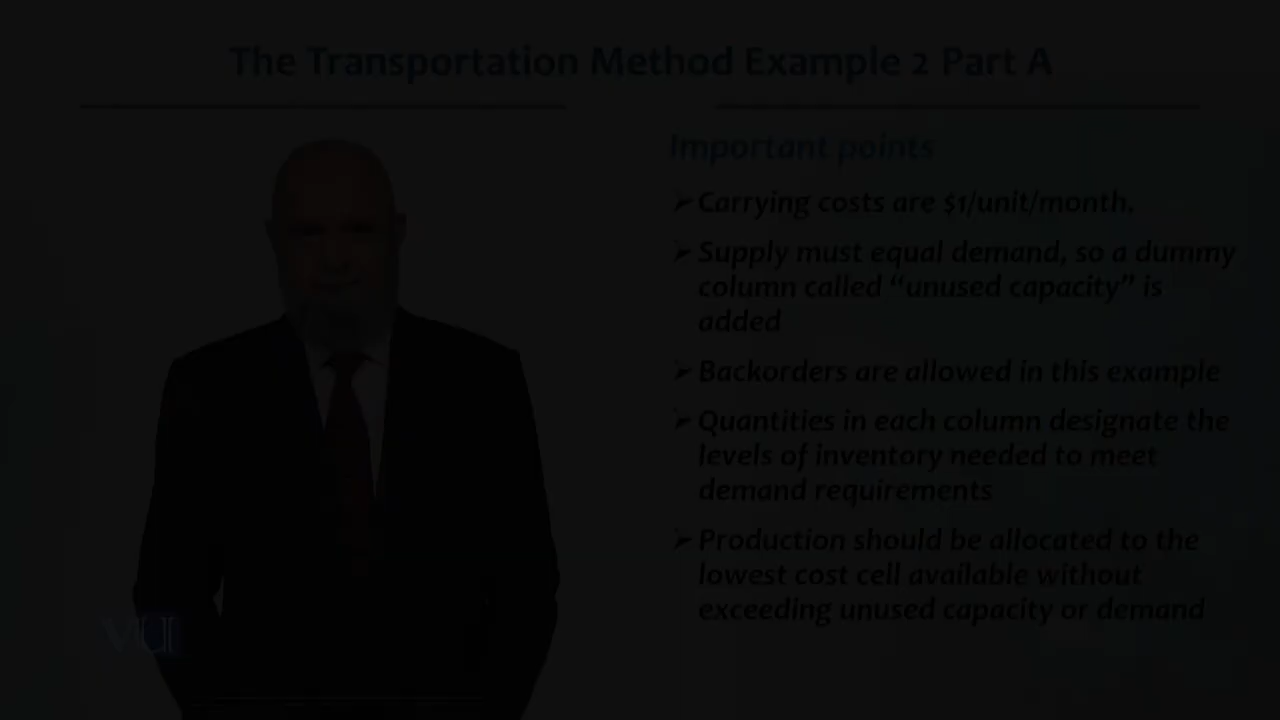 The Transportation Method Example 2 Part A
Important points
➢ Carrying costs are $1/unit/month.
➢ Supply must equal demand, so a dummy
column called “unused capacity” is
added
➢ Backorders are allowed in this example
➢ Quantities in each column designate the
levels of inventory needed to meet
demand requirements
➢ Production should be allocated to the
lowest cost cell available without
exceeding unused capacity or demand
VU